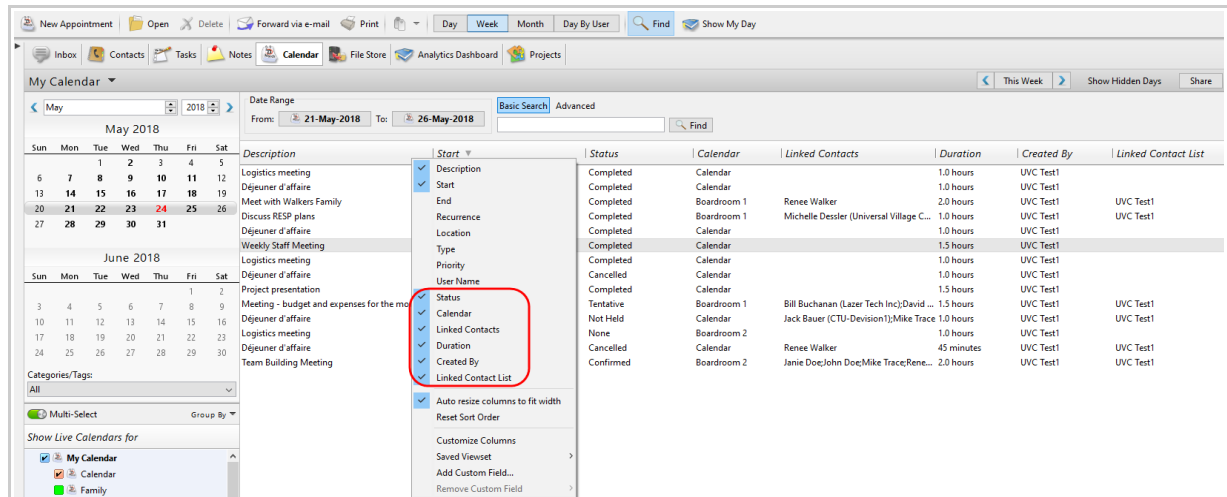 New Appointment Open Delete Forward via e-mail Print Day Week Month Day By User Find Show My Day
Inbox Contacts Tasks Notes Calendar File Store Analytics Dashboard Projects
My Calendar This Week Show Hidden Days Share
May 2018
May 2018
Sun Mon Tue Wed Thu Fri Sat
1 2 3 4 5
6 7 8 9 10 11 12
13 14 15 16 17 18 19
20 21 22 23 24 25 26
27 28 29 30 31
June 2018
Sun Mon Tue Wed Thu Fri Sat
1 2
3 4 5 6 7 8 9
10 11 12 13 14 15 16
17 18 19 20 21 22 23
24 25 26 27 28 29 30
Categories/Tags:
All
Multi-Select Group By
Show Live Calendars for
My Calendar
Calendar
Family
Date Range
From: 21-May-2018 To: 26-May-2018
Basic Search Advanced
Find
Description Start Status Calendar Linked Contacts Duration Created By Linked Contact List
Logistics meeting Completed Calendar 1.0 hours UVC Test1
Déjeuner d'affaire Completed Calendar 1.0 hours UVC Test1
Meet with Walkers Family Completed Boardroom 1 Renee Walker 2.0 hours UVC Test1 UVC Test1
Discuss RESP plans Completed Boardroom 1 Michelle Dessler (Universal Village C... 1.0 hours UVC Test1 UVC Test1
Déjeuner d'affaire Completed Calendar 1.0 hours UVC Test1
Weekly Staff Meeting Completed Calendar 1.5 hours UVC Test1
Logistics meeting Completed Calendar 1.0 hours UVC Test1
Déjeuner d'affaire Cancelled Calendar 1.0 hours UVC Test1
Project presentation Completed Calendar 1.5 hours UVC Test1
Meeting - budget and expenses for the mo Tentative Boardroom 1 Bill Buchanan (Lazer Tech Inc);David ... 1.5 hours UVC Test1 UVC Test1
Déjeuner d'affaire Not Held Calendar Jack Bauer (CTU-Devision1);Mike Trace 1.0 hours UVC Test1 UVC Test1
Logistics meeting None Boardroom 2 1.0 hours UVC Test1
Déjeuner d'affaire Cancelled Calendar Renee Walker 45 minutes UVC Test1 UVC Test1
Team Building Meeting Confirmed Boardroom 2 Janie Doe;John Doe;Mike Trace;Rene... 2.0 hours UVC Test1 UVC Test1
Description
Start
End
Recurrence
Location
Type
Priority
User Name
Status
Calendar
Linked Contacts
Duration
Created By
Linked Contact List
Auto resize columns to fit width
Reset Sort Order
Customize Columns
Saved Viewset
Add Custom Field...
Remove Custom Field